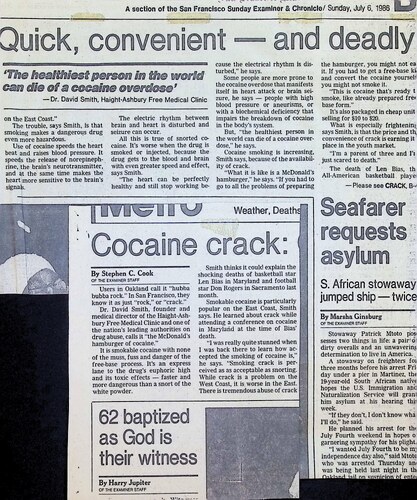 A section of the San Francisco Sunday Examiner & Chronicle / Sunday, July 6, 1986
Quick, convenient and deadly
'The healthiest person in the world
can die of a cocaine overdose'
— Dr. David Smith, Haight-Ashbury Free Medical Clinic
on the East Coast."
The trouble, says Smith, is that
smoking makes a dangerous drug
even more hazardous.
Use of cocaine speeds the heart
beat and raises blood pressure. It
speeds the release of norepineph-
rine, the brain's neurotransmitter,
and at the same time makes the
heart more sensitive to the brain's
signals.
The electric rhythm between
brain and heart is disturbed and
seizure can occur.
All this is true of snorted co-
caine. It's worse when the drug is
smoked or injected, because the
drug gets to the blood and brain
with even greater speed and effect,
says Smith.
"The heart can be perfectly
healthy and still stop working be-
cause the electrical rhythm is dis-
turbed," he says.
Some people are more prone to
the cocaine overdose that manifests
itself in heart attack or brain sei-
zure, he says — people with high
blood pressure or aneurisms, or
with a biochemical deficiency that
impairs the breakdown of cocaine
in the body's system.
But, "the healthiest person in
the world can die of a cocaine over-
dose," he says.
Cocaine smoking is increasing,
Smith says, because of the availabil-
ity of crack.
"What it is like is a McDonald's
hamburger," he says. "If you had to
go to all the problems of preparing
the hamburger, you might not ea
it. If you had to get a free-base ki
and convert the cocaine yoursel
you might not smoke it.
"This is cocaine that's ready t
smoke, like already prepared free
base form."
It's also packaged in cheap unit
selling for $10 to $20.
What is especially frightening
Smith says, is that the price and th
convenience of crack is earning it
place in the youth market.
"I'm a parent of three and I'
just scared to death."
The death of Len Bias, th
All-American basketball playe
— Please see CRACK, B-
Metro
Weather, Deaths
Cocaine crack:
By Stephen C. Cook
OF THE EXAMINER STAFF
Users in Oakland call it "hubba
bubba rock." In San Francisco, they
know it as just "rock," or "crack."
Dr. David Smith, founder and
medical director of the Haight-Ash-
bury Free Medical Clinic and one of
the nation's leading authorities on
drug abuse, calls it "the McDonald's
hamburger of cocaine."
It is smokable cocaine with none
of the muss, fuss and danger of the
free-base process. It's an express
lane to the drug's euphoric high
and its toxic effects — faster and
more dangerous than a snort of the
white powder.
Smith thinks it could explain the
shocking deaths of basketball star
Len Bias in Maryland and football
star Don Rogers in Sacramento last
month.
Smokable cocaine is particularly
popular on the East Coast, Smith
says. He learned about crack while
attending a conference on cocaine
in Maryland at the time of Bias'
death.
"I was really quite stunned when
I was back there to learn how ac-
cepted the smoking of cocaine is,"
he says. "Smoking crack is per-
ceived as as acceptable as snorting.
While crack is a problem on the
West Coast, it is worse in the East.
There is tremendous abuse of crack
62 baptized
as God is
their witness
By Harry Jupiter
OF THE EXAMINER STAFF
Seafarer
requests
asylum
S. African stowaway
jumped ship — twice
By Marsha Ginsburg
OF THE EXAMINER STAFF
Stowaway Patrick Mtoto po
senses two things in life: a pair of
overly died and an unwavering
determination to live in Americ
A stowaway on freighters fo
three months before his arrest Fri
day under a pier in Martinez, th
19-year-old South African ma
hopes the U.S. Immigration and
Naturalization Service will grant
him asylum at his hearing thi
week.
"If they don't, I don't know wha
I'll do," he said.
He planned his arrest for the
July Fourth weekend in hopes o
garnering sympathy for his plight.
"I wanted July Fourth to be my
independence day also," said Mtoto
who was arrested Thursday an
was being held last night in the